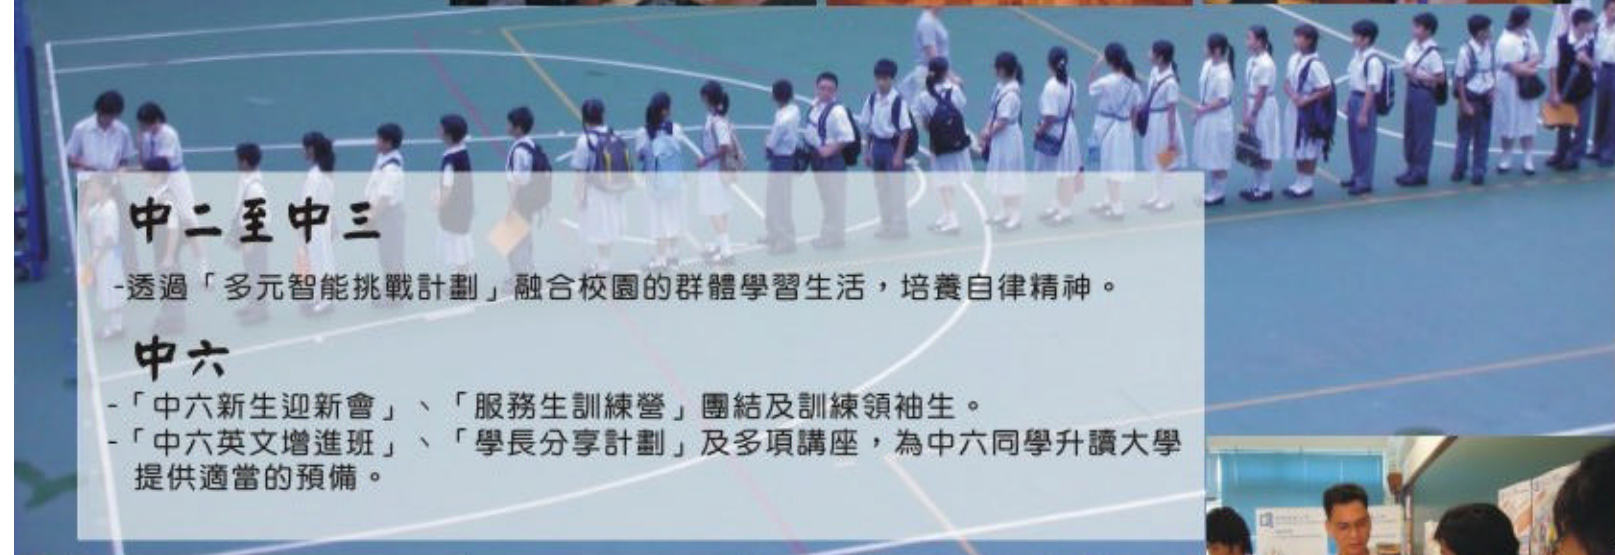 中二至中三
-透過「多元智能挑戰計劃」融合校園的群體學習生活，培養自律精神。
中六
-「中六新生迎新會」、「服務生訓練營」團結及訓練領袖生。
-「中六英文增進班」、「學長分享計劃」及多項講座，為中六同學升讀大學
提供適當的預備。